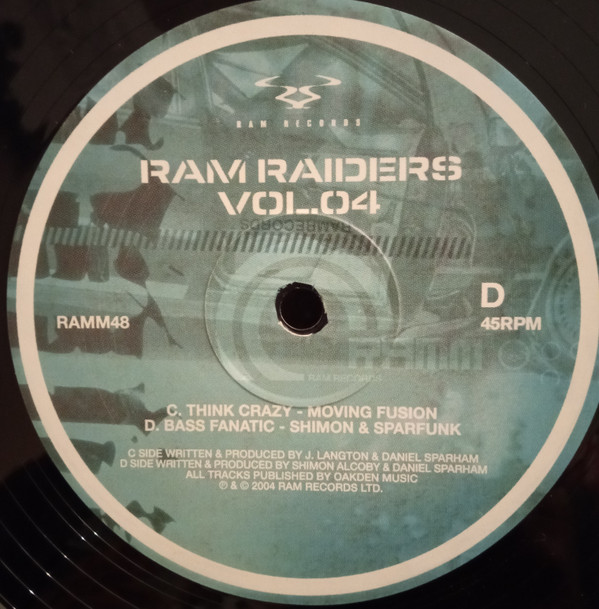 RAM RECORDS
RAM RAIDERS
VOL.04
RAMRECORDS
RAMM48
D
45RPM
RAMM
RAM RECORDS
C. THINK CRAZY - MOVING FUSION
D. BASS FANATIC - SHIMON & SPARFUNK
C SIDE WRITTEN & PRODUCED BY J. LANGTON & DANIEL SPARHAM
D SIDE WRITTEN & PRODUCED BY SHIMON ALCOBY & DANIEL SPARHAM
ALL TRACKS PUBLISHED BY OAKDEN MUSIC
℗ & © 2004 RAM RECORDS LTD.